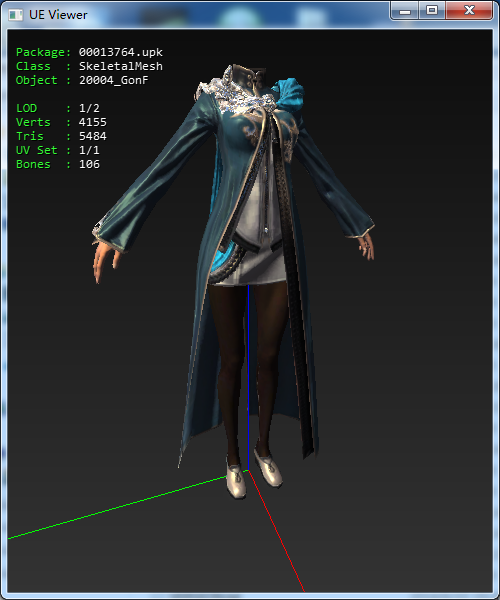 UE Viewer
Package: 00013764.upk
Class : SkeletalMesh
Object : 20004_GonF
LOD : 1/2
Verts : 4155
Tris : 5484
UV Set : 1/1
Bones : 106